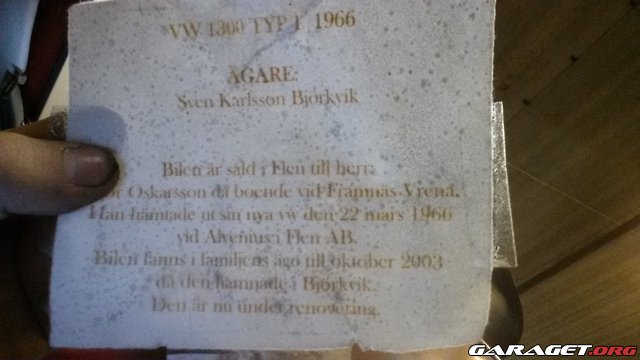 VW 1300 TYP 1 1966
ÄGARE:
Sven Karlsson Björkvik
Bilen är såld i Flen till herr:
Oskarsson då boende vid Framnäs Vrena.
Han hämtade ut sin nya vw den 22 mars 1966
vid Alvenius i Flen AB.
Bilen fanns i familjens ägo till oktober 2003
då den hamnade i Björkvik.
Den är nu under renovering.
GARAGET.ORG